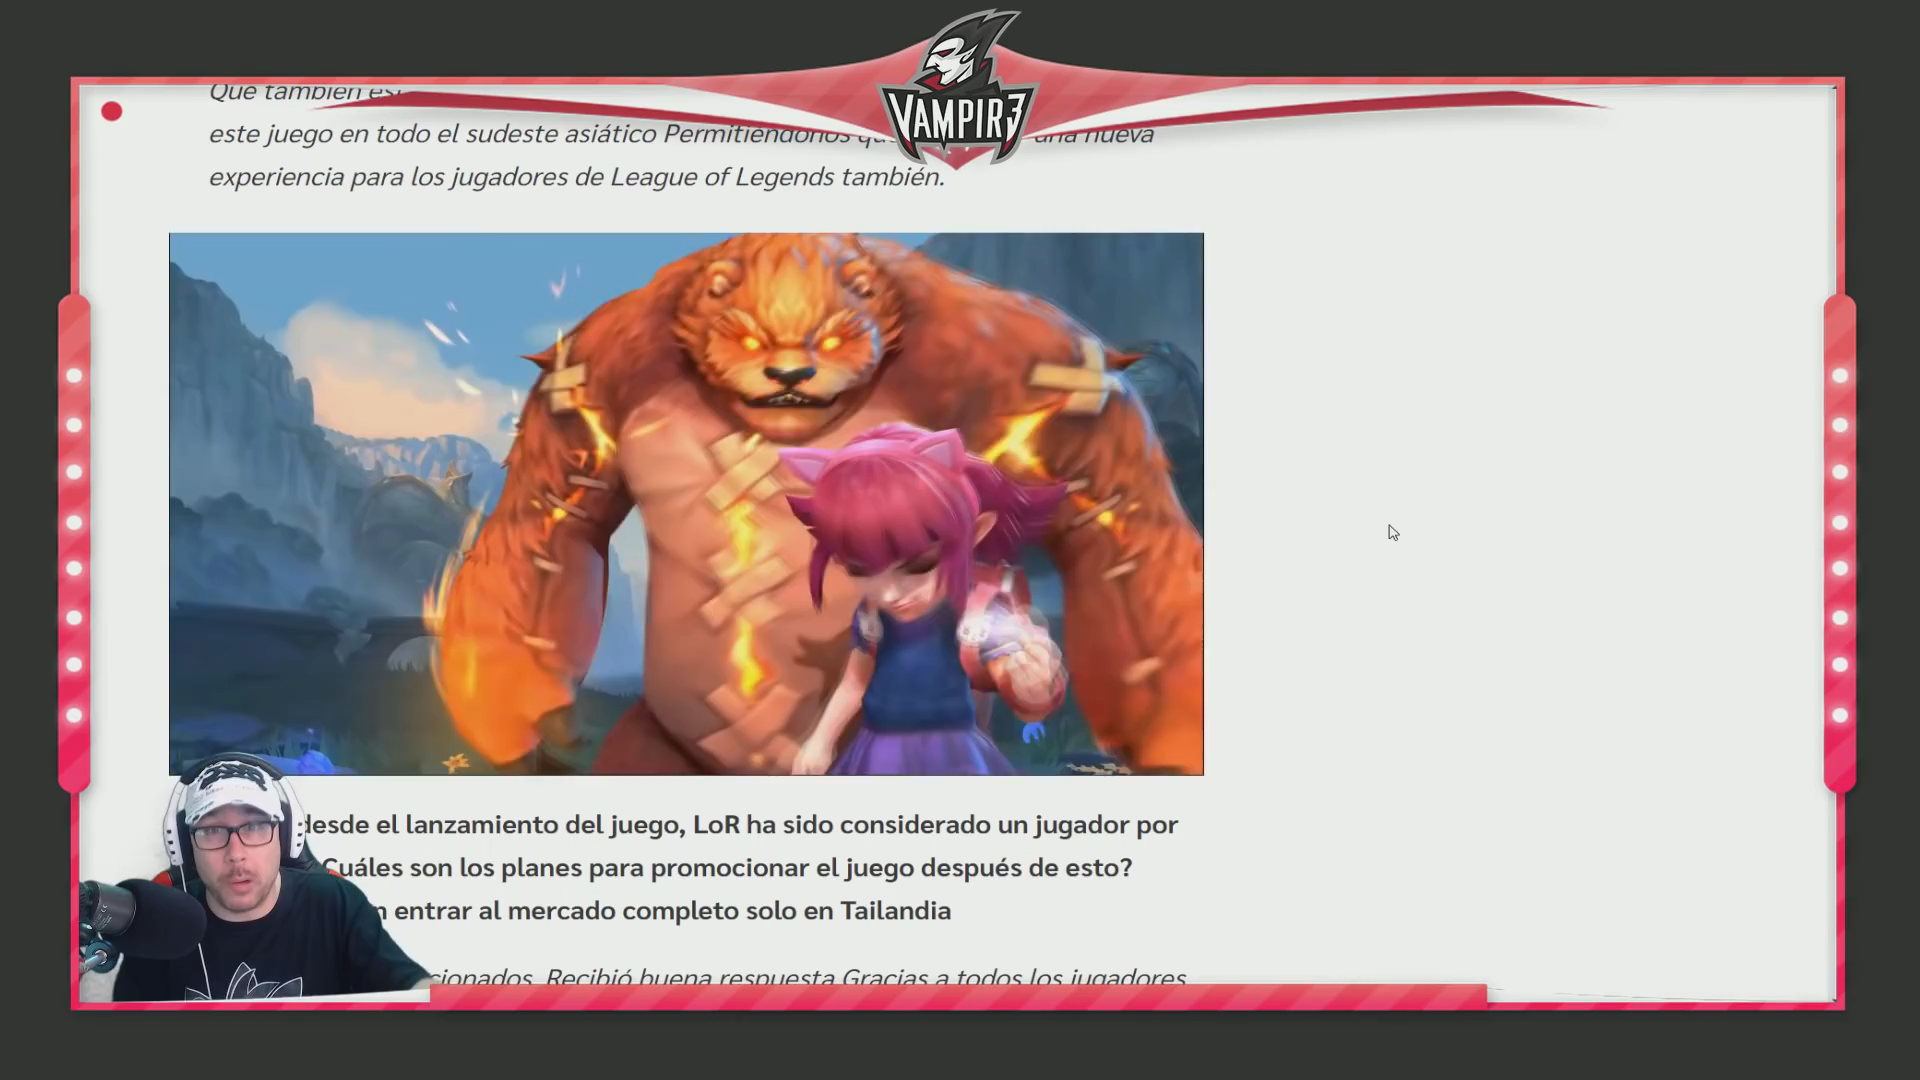 VAMPIR3
Que también
este juego en todo el sudeste asiático Permitiéndonos una nueva
experiencia para los jugadores de League of Legends también.
desde el lanzamiento del juego, LoR ha sido considerado un jugador por
Cuáles son los planes para promocionar el juego después de esto?
entrar al mercado completo solo en Tailandia
cionados. Recibió buena respuesta Gracias a todos los jugadores